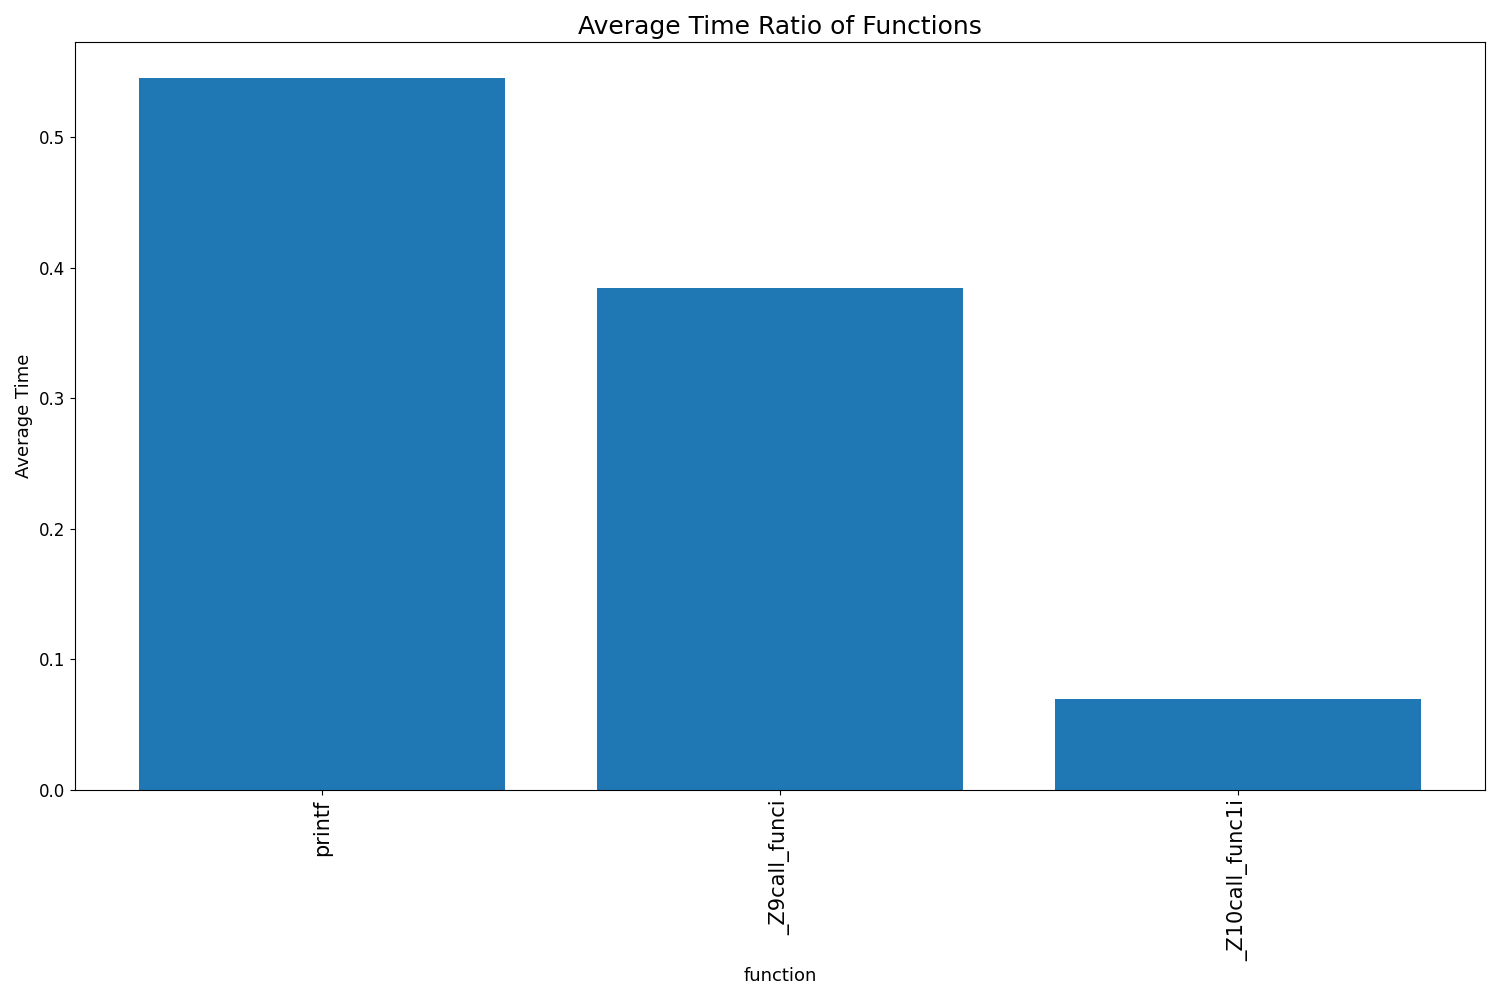 Average Time Ratio of Functions
Average Time
0.5
0.4
0.3
0.2
0.1
0.0
printf
_Z9call_funci
_Z10call_func1i
function